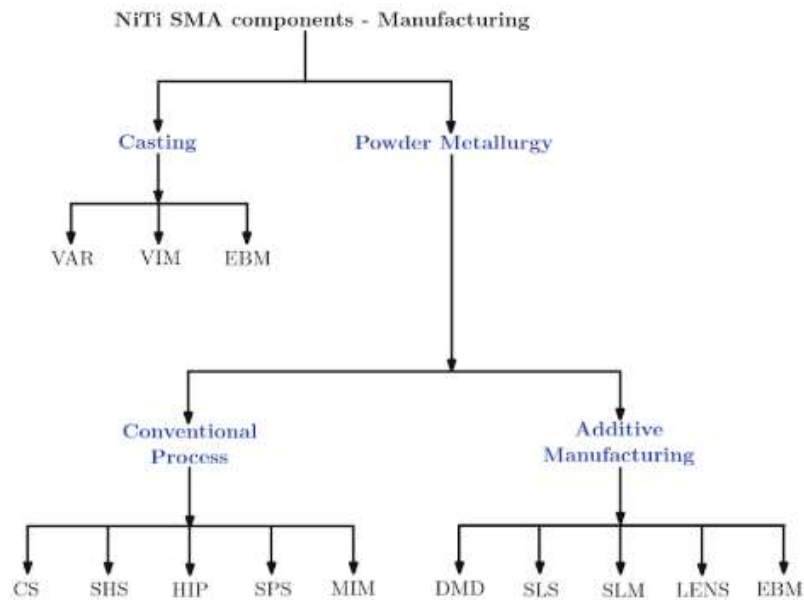 NiTi SMA components - Manufacturing
Casting
Powder Metallurgy
VAR
VIM
EBM
Conventional
Process
Additive
Manufacturing
CS
SHS
HIP
SPS
MIM
DMD
SLS
SLM
LENS
EBM